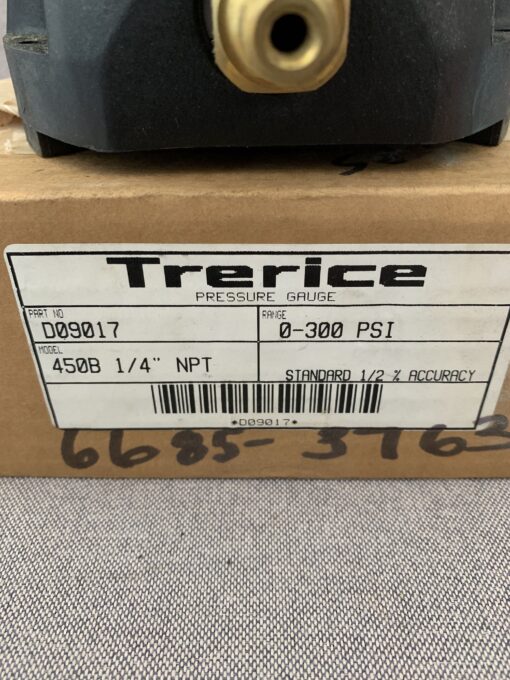 Trerice
PRESSURE GAUGE
PART NO
D09017
RANGE
0-300 PSI
MODEL
450B 1/4" NPT
STANDARD 1/2 % ACCURACY
*D09017*
6685-3763